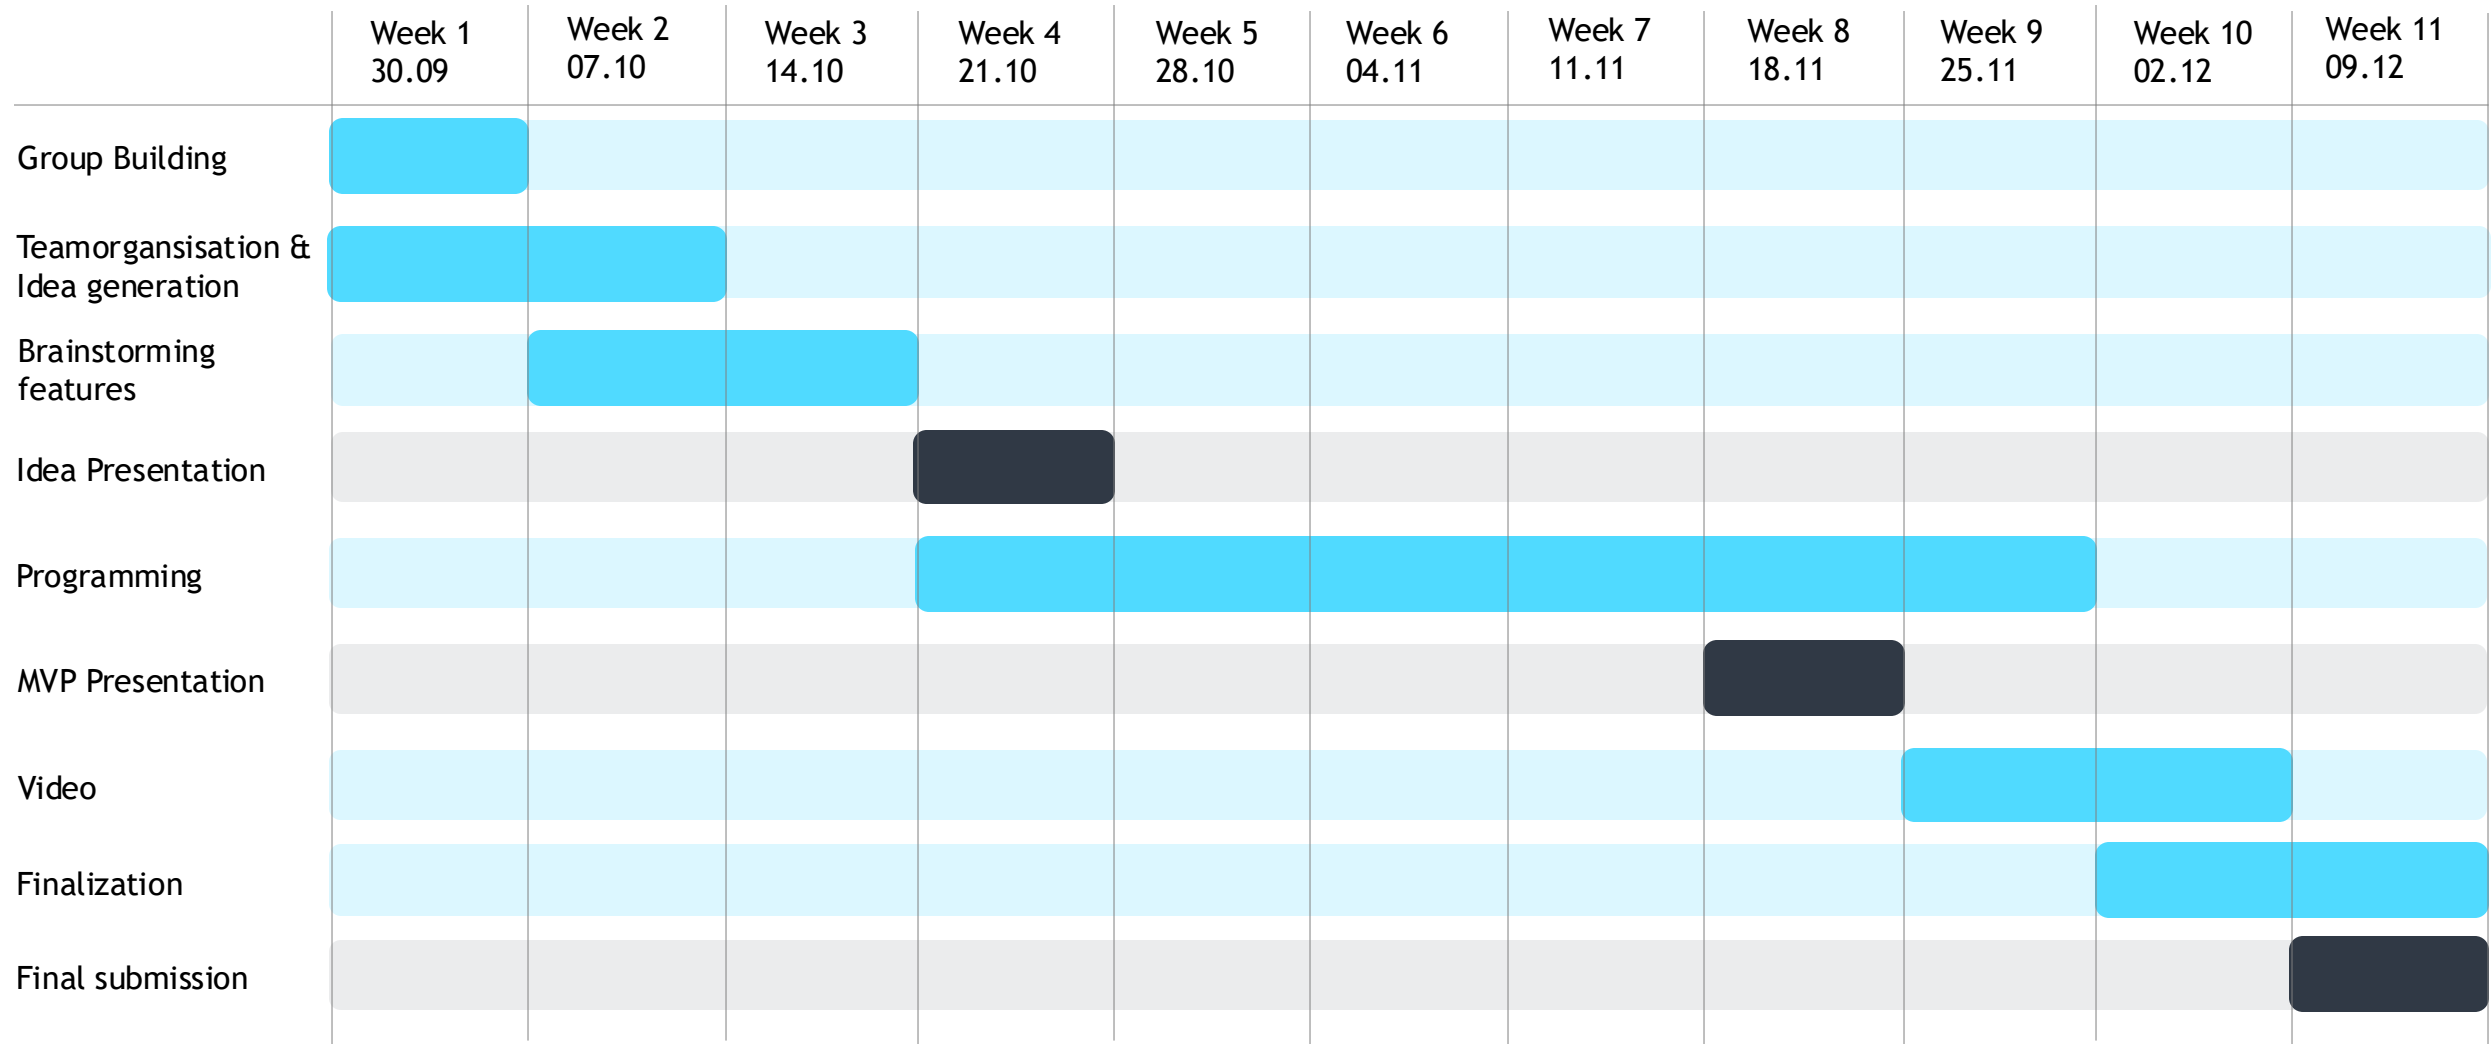 Week 1
30.09
Week 2
07.10
Week 3
14.10
Week 4
21.10
Week 5
28.10
Week 6
04.11
Week 7
11.11
Week 8
18.11
Week 9
25.11
Week 10
02.12
Week 11
09.12
Group Building
Teamorgansisation &
Idea generation
Brainstorming
features
Idea Presentation
Programming
MVP Presentation
Video
Finalization
Final submission